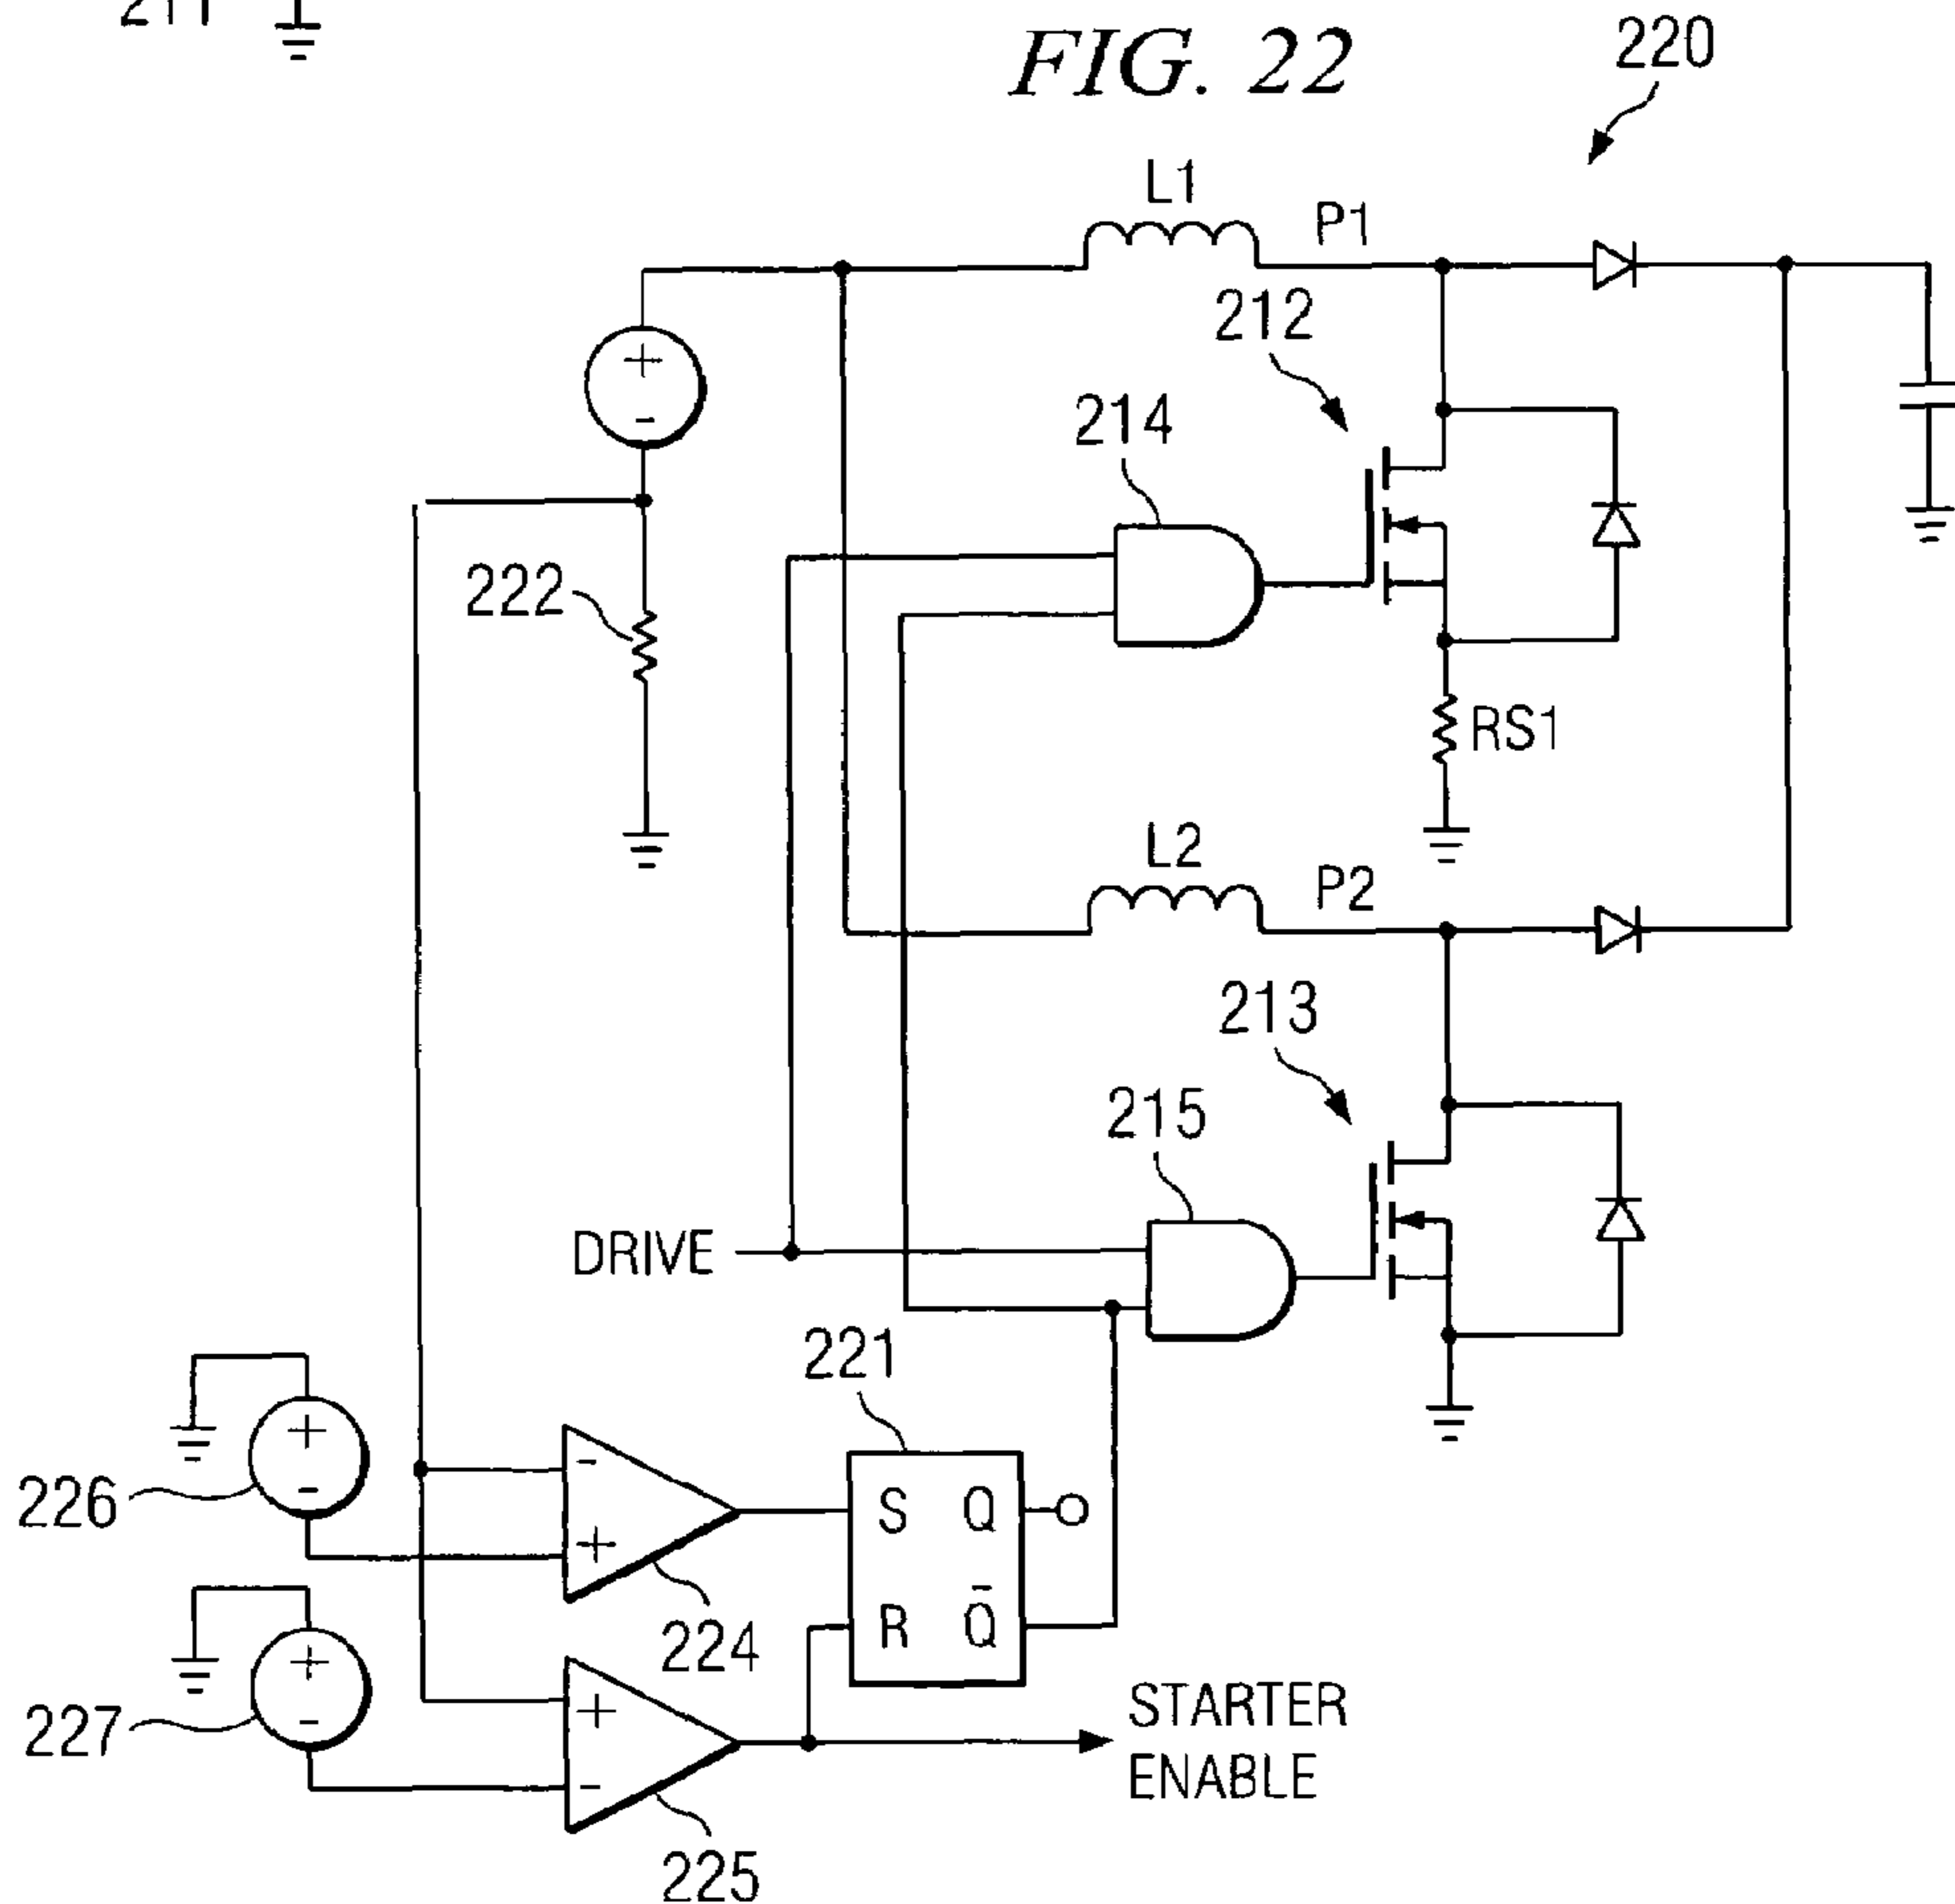 211
FIG. 22
220
L1
P1
212
+
-
214
222
RS1
L2
P2
213
215
DRIVE
221
+
-
226
-
+
S Q
R Q̄
224
+
-
227
+
-
225
STARTER
ENABLE